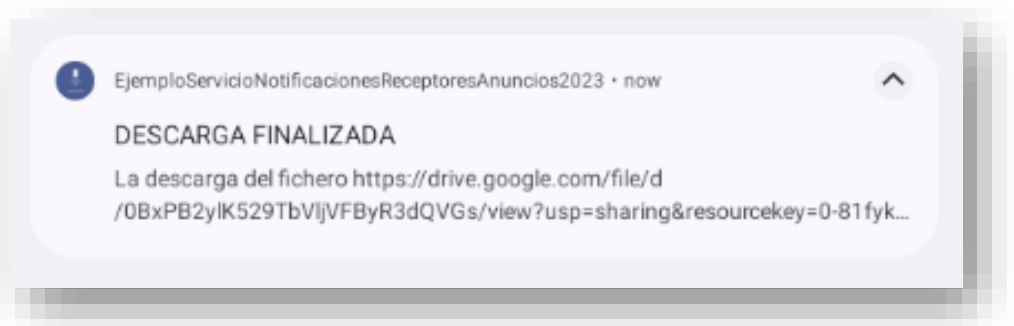 EjemploServicioNotificacionesReceptoresAnuncios2023 • now
DESCARGA FINALIZADA
La descarga del fichero https://drive.google.com/file/d
/0BxPB2ylK529TbVljVFByR3dQVGs/view?usp=sharing&resourcekey=0-81fyk...